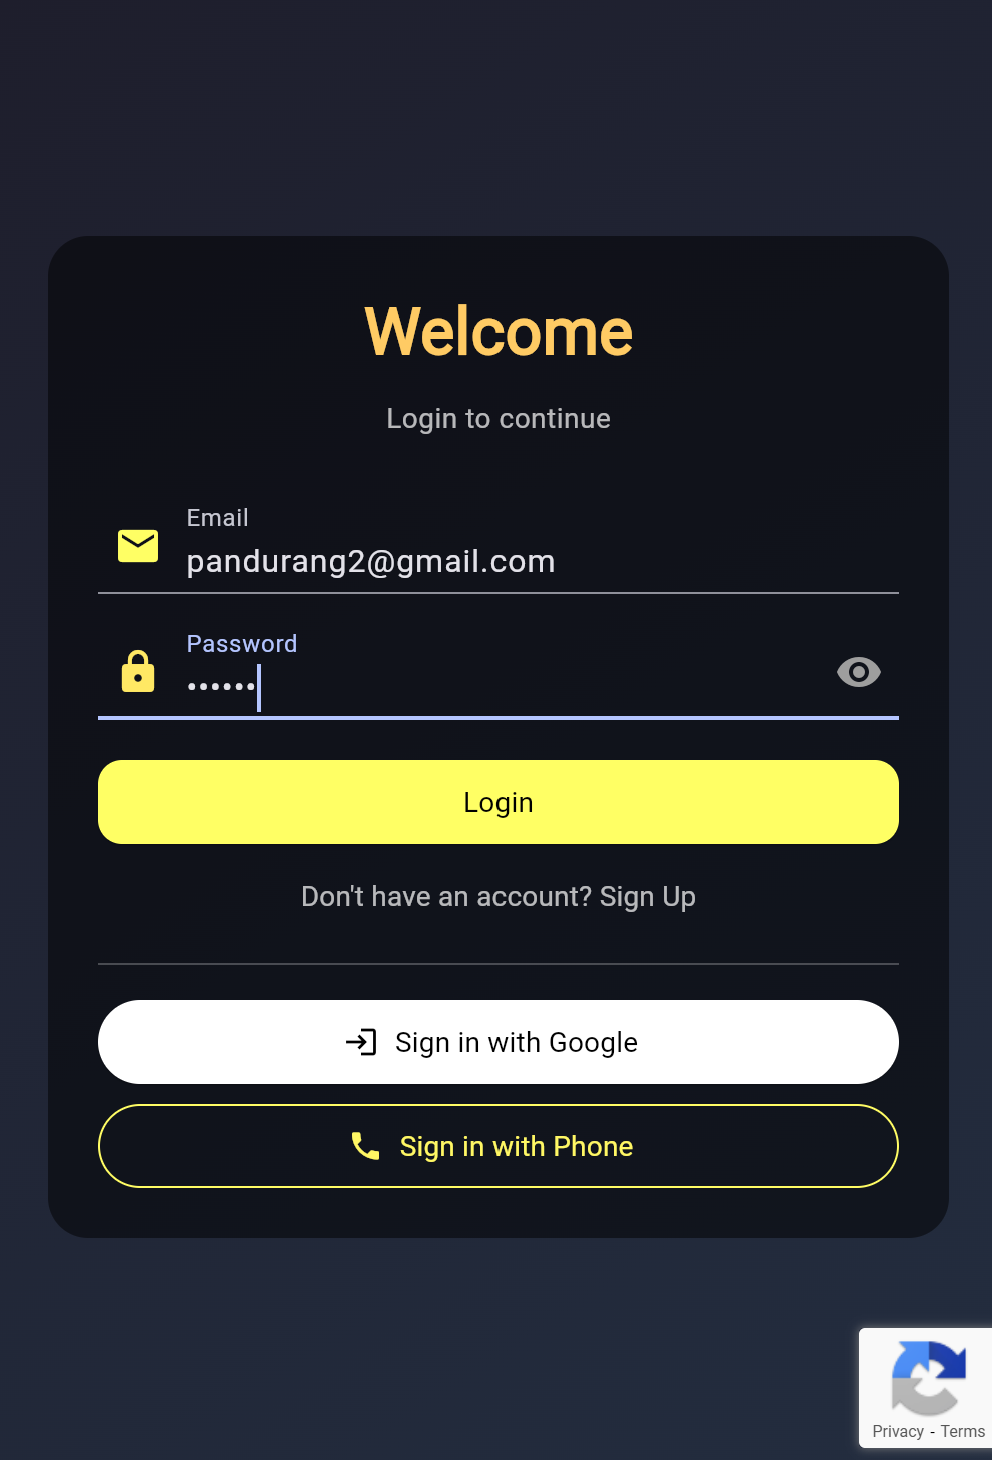 Welcome
Login to continue
Email
pandurang2@gmail.com
Password
••••••
Login
Don't have an account? Sign Up
Sign in with Google
Sign in with Phone
Privacy - Terms